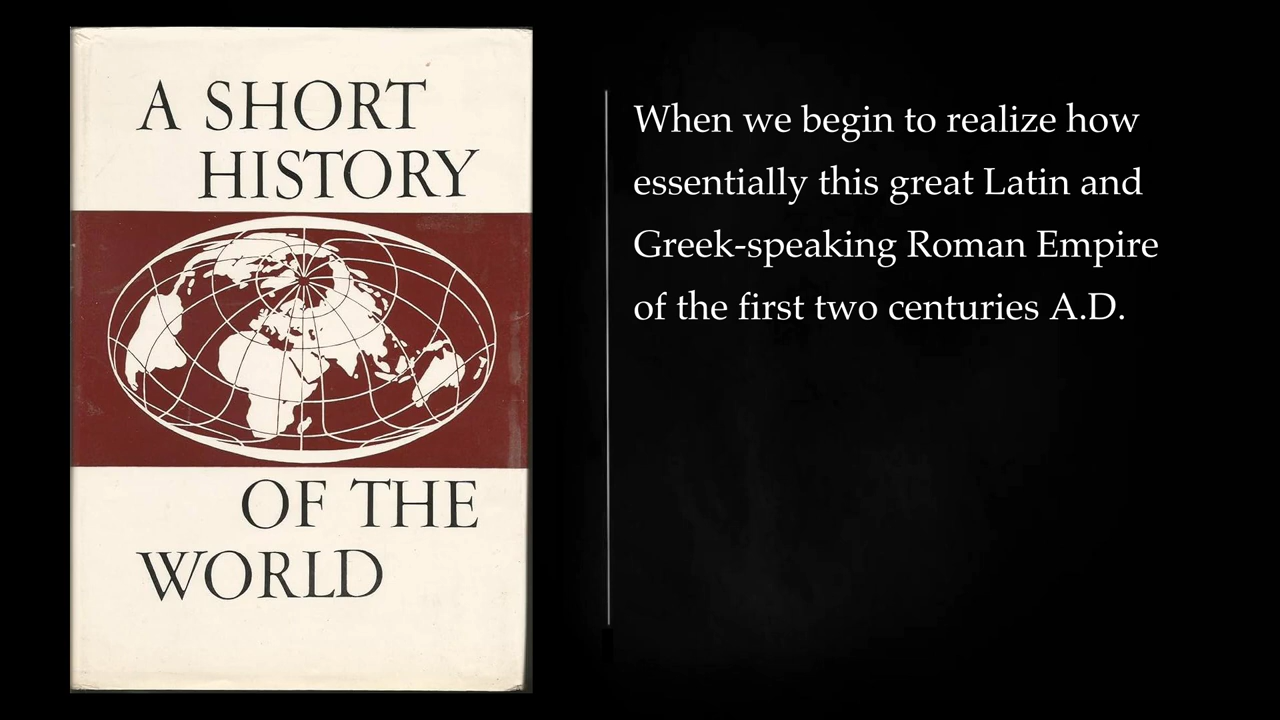 A SHORT
HISTORY
OF THE
WORLD
When we begin to realize how
essentially this great Latin and
Greek-speaking Roman Empire
of the first two centuries A.D.